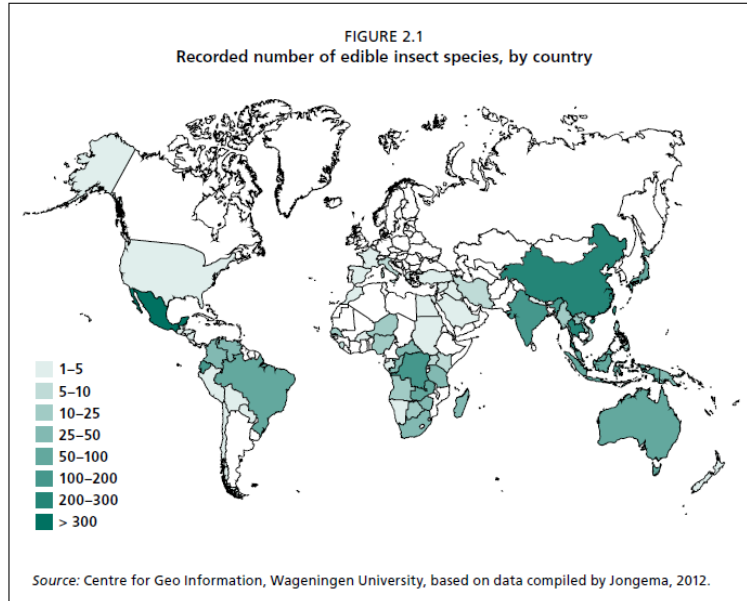 FIGURE 2.1
Recorded number of edible insect species, by country
1–5
5–10
10–25
25–50
50–100
100–200
200–300
> 300
Source: Centre for Geo Information, Wageningen University, based on data compiled by Jongema, 2012.